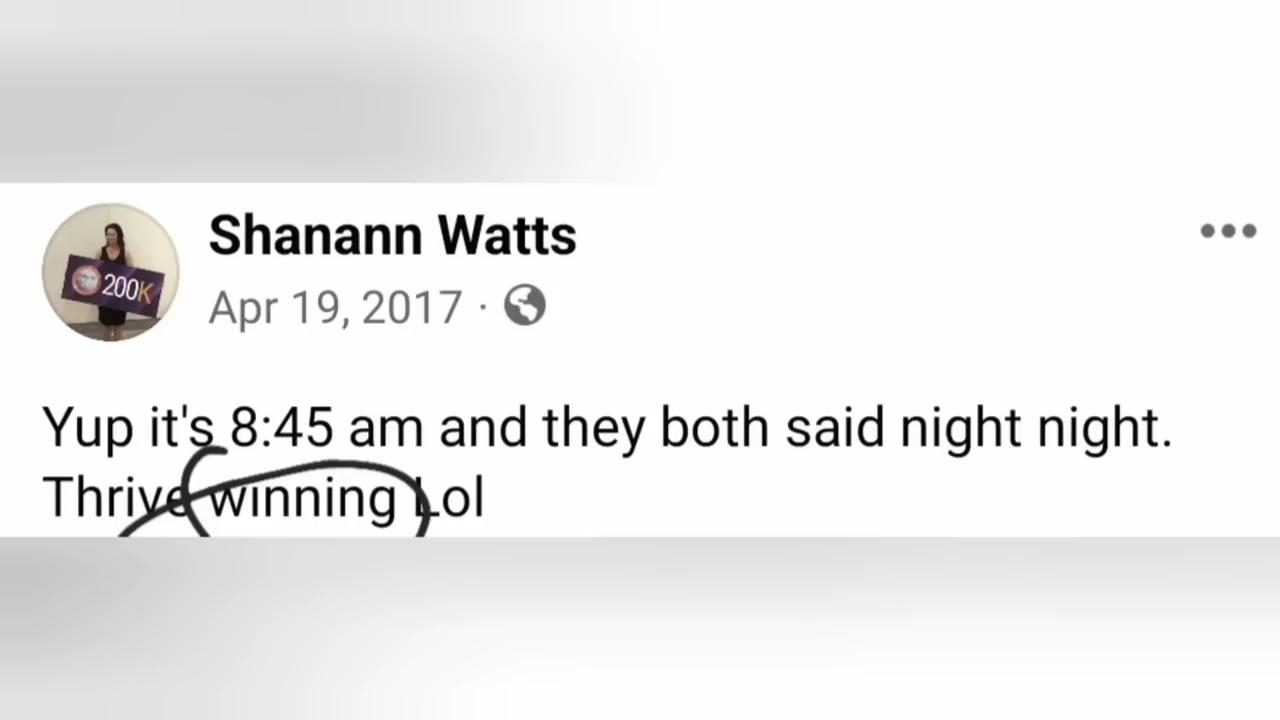 Shanann Watts
Apr 19, 2017 ·
200K
Yup it's 8:45 am and they both said night night.
Thrive winning Lol